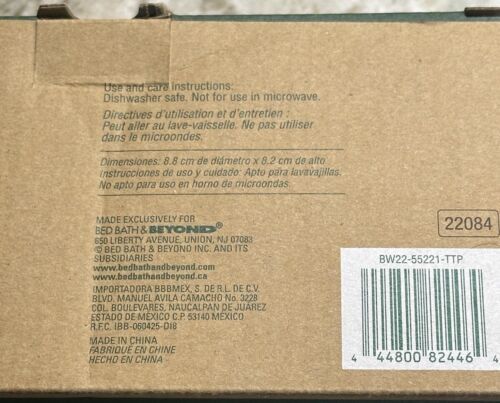 Use and care instructions:
Dishwasher safe. Not for use in microwave.
Directives d'utilisation et d'entretien :
Peut aller au lave-vaisselle. Ne pas utiliser
dans le microondes.
Dimensiones: 8.8 cm de diámetro x 8.2 cm de alto
instrucciones de uso y cuidado: Apto para lavavajillas.
No apto para uso en horno de microondas.
MADE EXCLUSIVELY FOR
BED BATH & BEYOND®
650 LIBERTY AVENUE, UNION, NJ 07083
© BED BATH & BEYOND INC. AND ITS
SUBSIDIARIES
www.bedbathandbeyond.com
www.bedbathandbeyond.ca
IMPORTADORA BBBMEX, S. DE R.L. DE C.V.
BLVD. MANUEL AVILA CAMACHO No. 3228
COL. BOULEVARES, NAUCALPAN DE JUAREZ
ESTADO DE MEXICO C.P. 53140 MEXICO
R.F.C. IBB-060425-DI8
MADE IN CHINA
FABRIQUÉ EN CHINE
HECHO EN CHINA
22084
BW22-55221-TTP
4 44800 82446 4